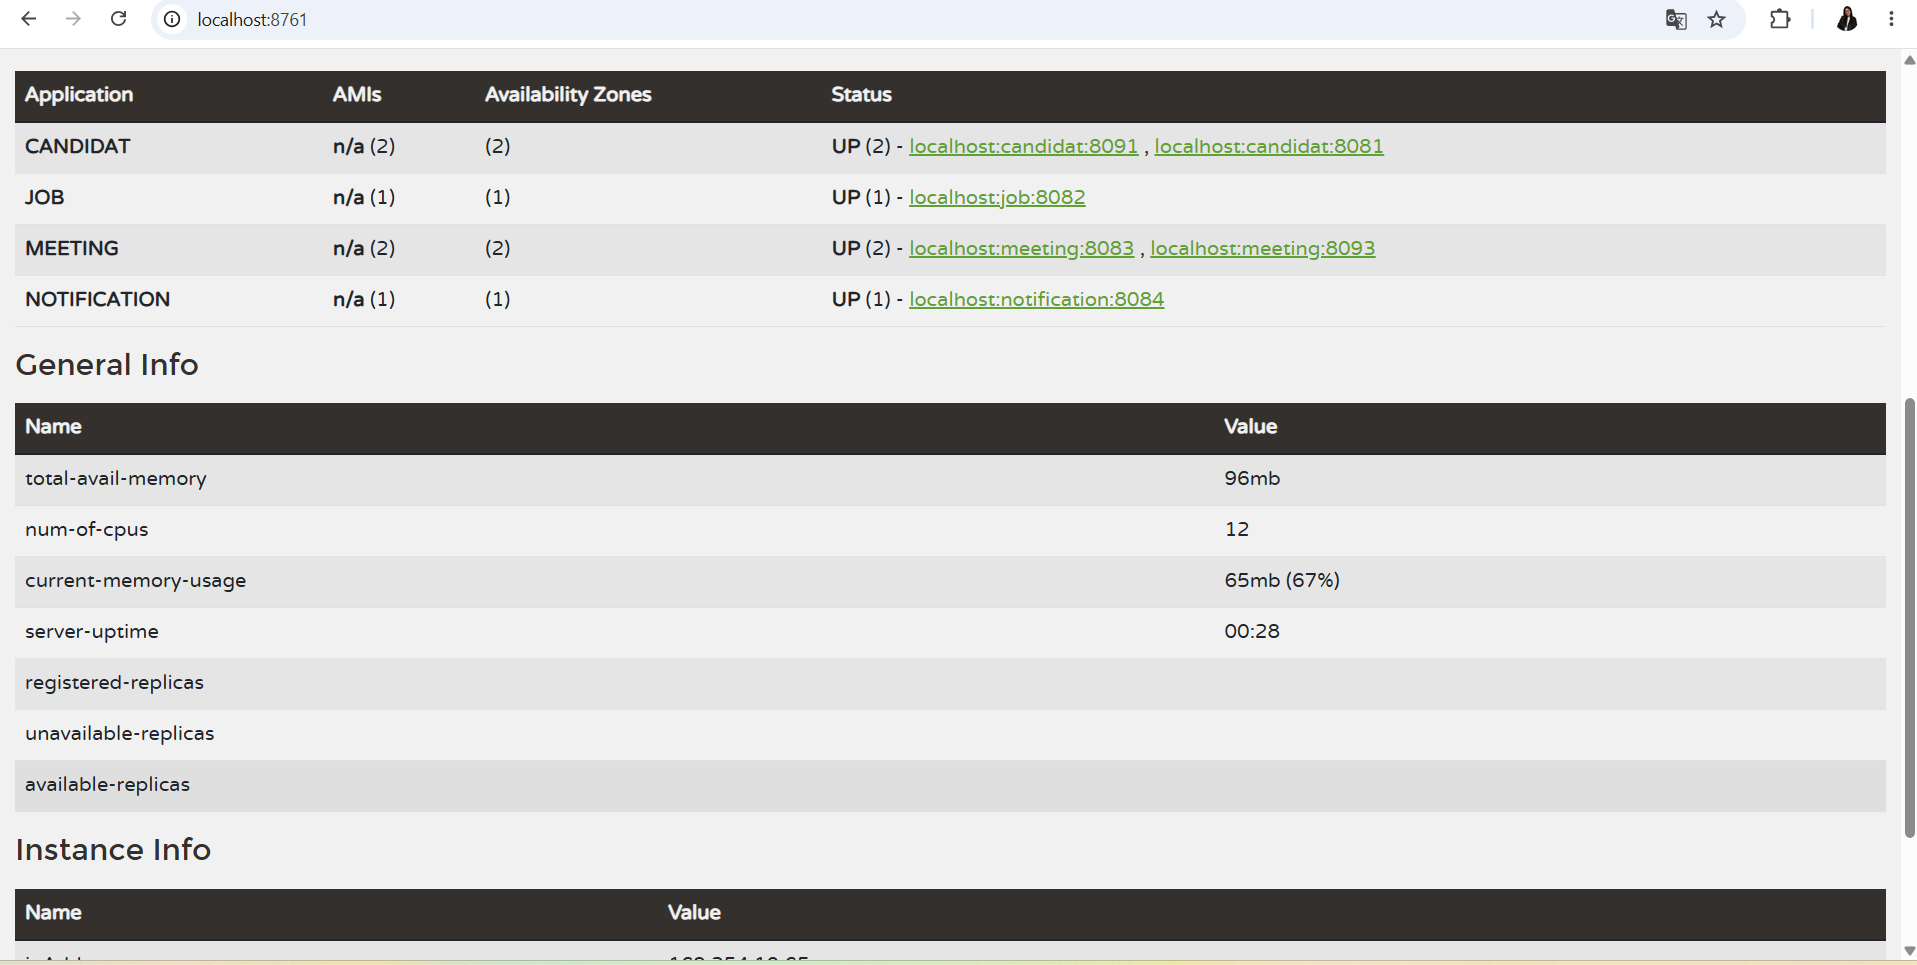 localhost:8761
Application AMIs Availability Zones Status
CANDIDAT n/a (2) (2) UP (2) - localhost:candidat:8091 , localhost:candidat:8081
JOB n/a (1) (1) UP (1) - localhost:job:8082
MEETING n/a (2) (2) UP (2) - localhost:meeting:8083 , localhost:meeting:8093
NOTIFICATION n/a (1) (1) UP (1) - localhost:notification:8084
General Info
Name Value
total-avail-memory 96mb
num-of-cpus 12
current-memory-usage 65mb (67%)
server-uptime 00:28
registered-replicas
unavailable-replicas
available-replicas
Instance Info
Name Value